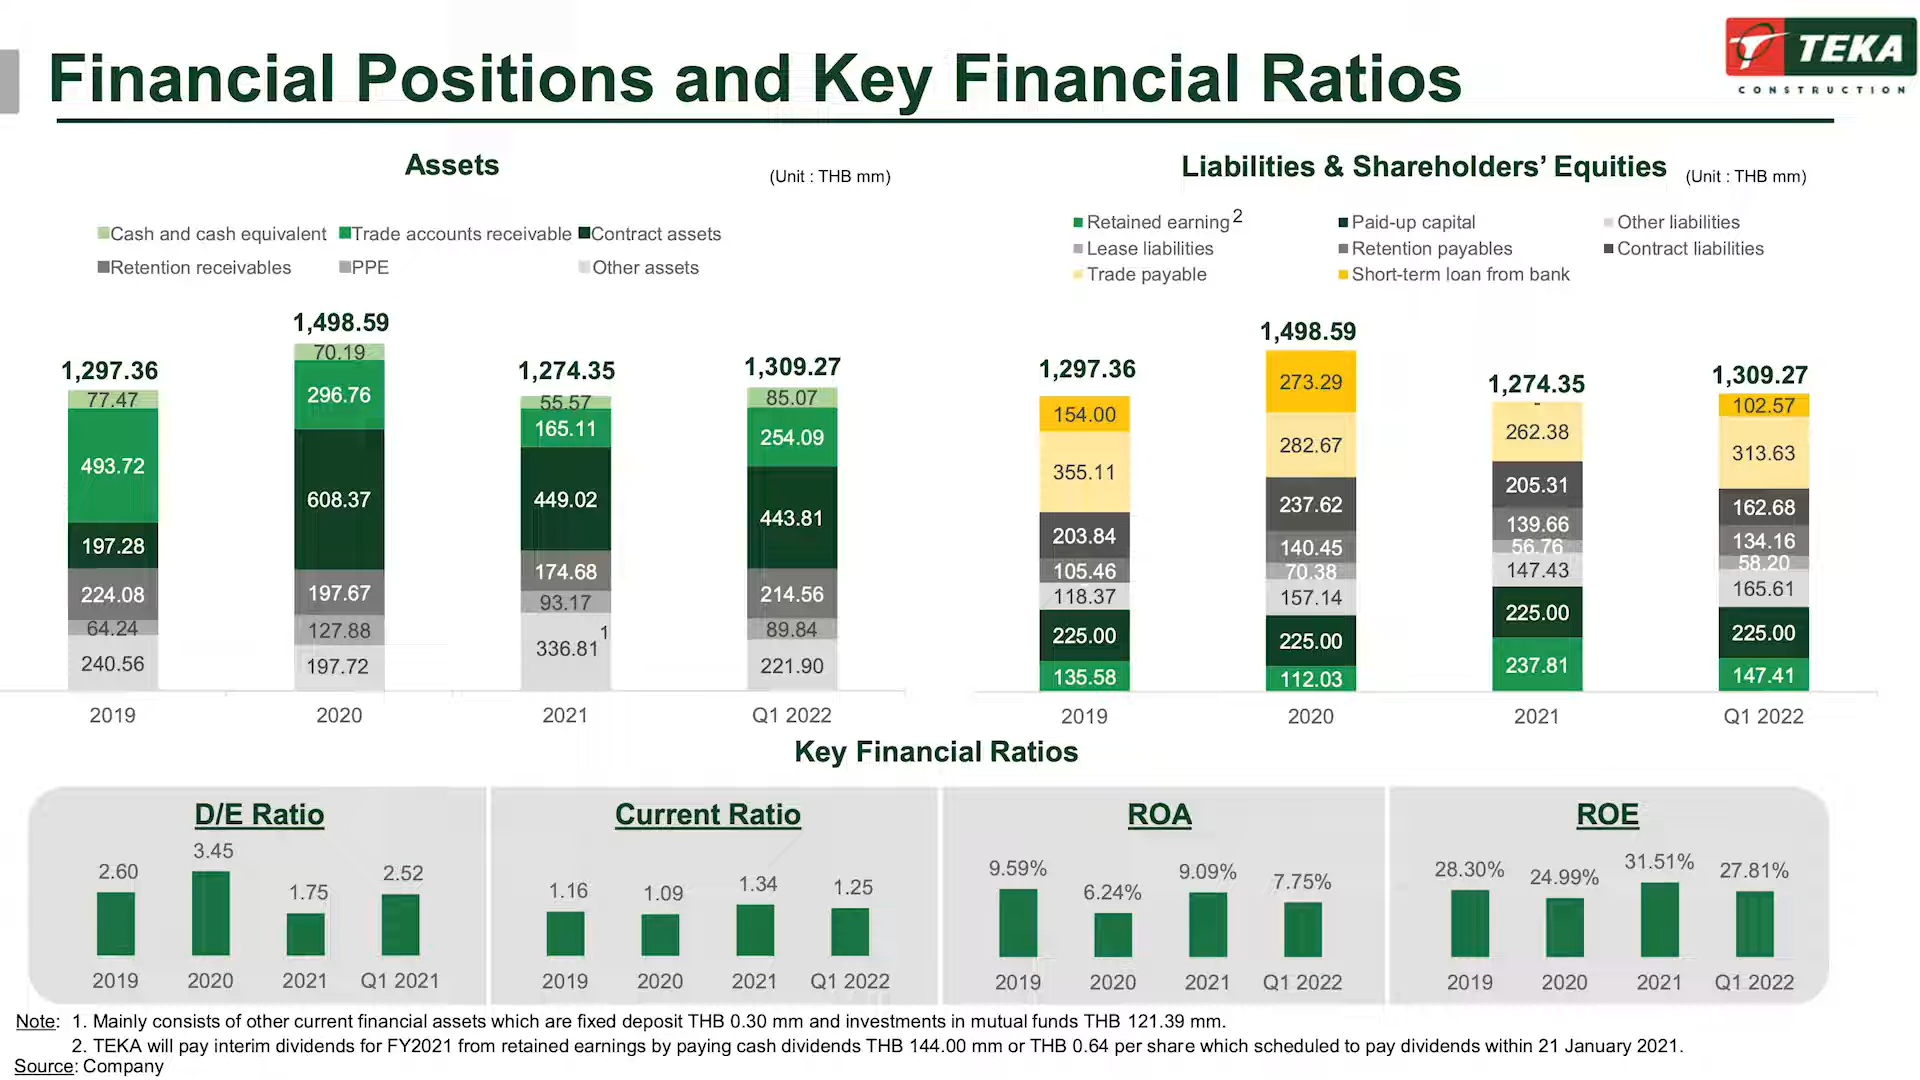 Financial Positions and Key Financial Ratios
TEKA
CONSTRUCTION
Assets
(Unit : THB mm)
Cash and cash equivalent Trade accounts receivable Contract assets
Retention receivables PPE Other assets
1,297.36 1,498.59 1,274.35 1,309.27
77.47 70.19 55.57 85.07
493.72 296.76 165.11 254.09
197.28 608.37 449.02 443.81
224.08 197.67 174.68 214.56
64.24 127.88 93.17 89.84
240.56 197.72 336.81 1 221.90
2019 2020 2021 Q1 2022
Liabilities & Shareholders’ Equities (Unit : THB mm)
Retained earning 2 Paid-up capital Other liabilities
Lease liabilities Retention payables Contract liabilities
Trade payable Short-term loan from bank
1,297.36 1,498.59 1,274.35 1,309.27
154.00 273.29 - 102.57
355.11 282.67 262.38 313.63
203.84 237.62 205.31 162.68
105.46 140.45 139.66 134.16
70.38 56.76 58.20
118.37 157.14 147.43 165.61
225.00 225.00 225.00 225.00
135.58 112.03 237.81 147.41
2019 2020 2021 Q1 2022
Key Financial Ratios
D/E Ratio
2.60 3.45 1.75 2.52
2019 2020 2021 Q1 2021
Current Ratio
1.16 1.09 1.34 1.25
2019 2020 2021 Q1 2022
ROA
9.59% 6.24% 9.09% 7.75%
2019 2020 2021 Q1 2022
ROE
28.30% 24.99% 31.51% 27.81%
2019 2020 2021 Q1 2022
Note: 1. Mainly consists of other current financial assets which are fixed deposit THB 0.30 mm and investments in mutual funds THB 121.39 mm.
2. TEKA will pay interim dividends for FY2021 from retained earnings by paying cash dividends THB 144.00 mm or THB 0.64 per share which scheduled to pay dividends within 21 January 2021.
Source: Company